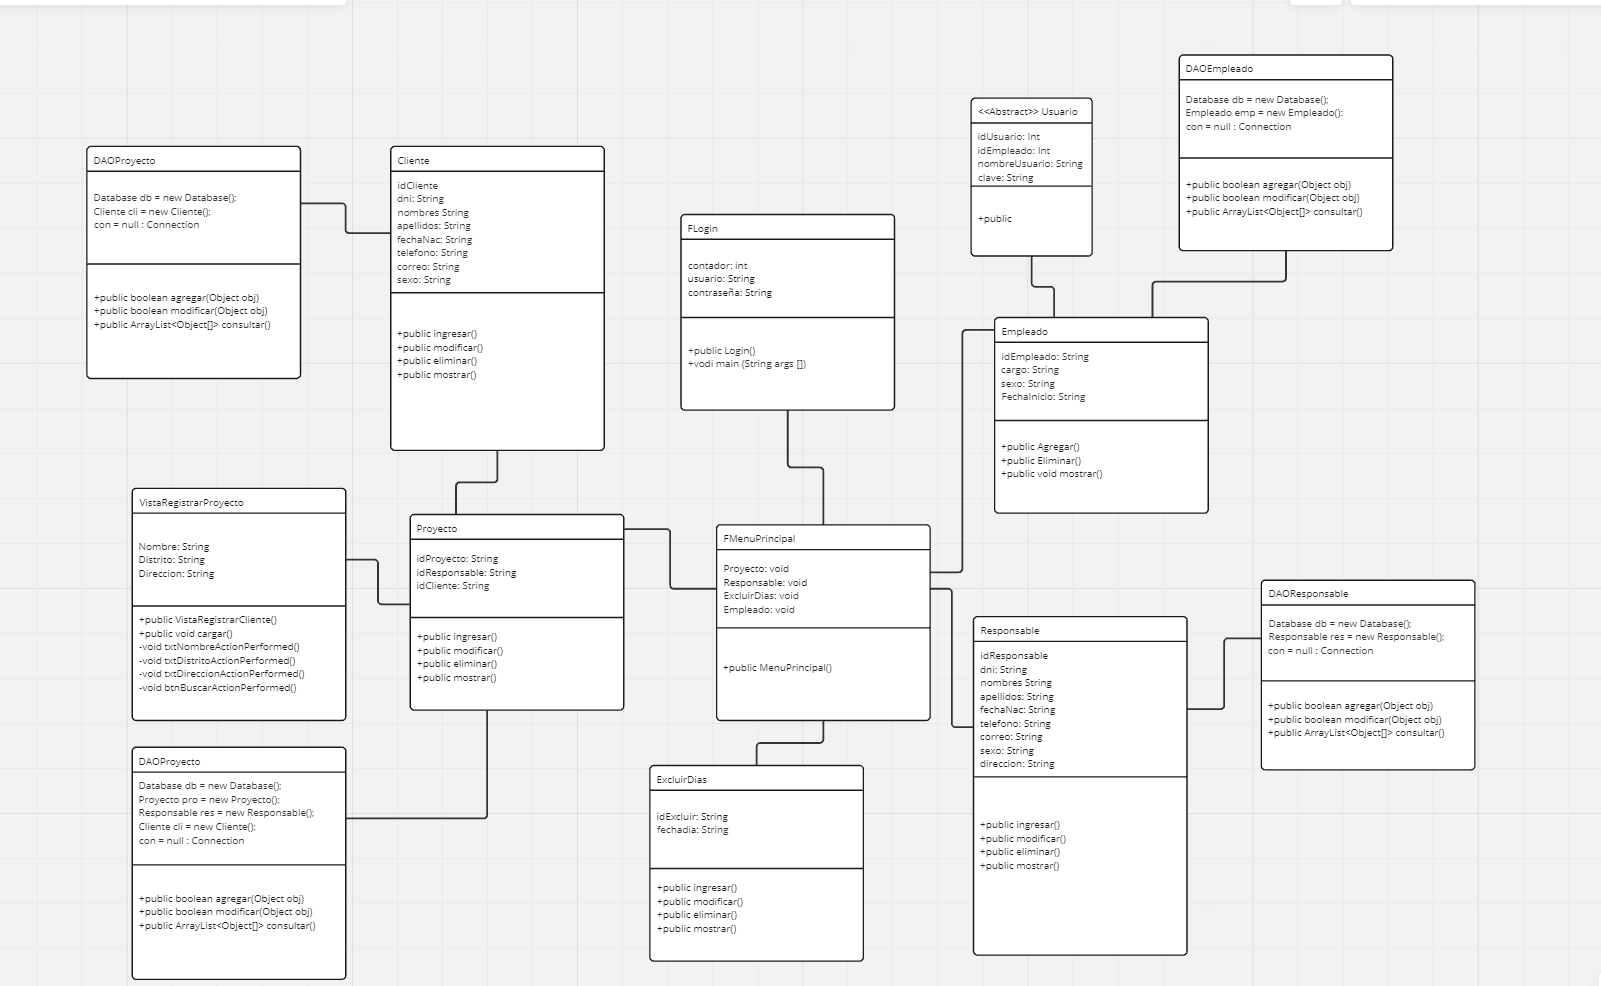 DAOProyecto
Database db = new Database();
Cliente cli = new Cliente();
con = null : Connection
+public boolean agregar(Object obj)
+public boolean modificar(Object obj)
+public ArrayList<Object[]> consultar()
Cliente
idCliente
dni: String
nombres String
apellidos: String
fechaNac: String
telefono: String
correo: String
sexo: String
+public ingresar()
+public modificar()
+public eliminar()
+public mostrar()
FLogin
contador: int
usuario: String
contraseña: String
+public Login()
+vodi main (String args [])
<<Abstract>> Usuario
idUsuario: Int
idEmpleado: Int
nombreUsuario: String
clave: String
+public
DAOEmpleado
Database db = new Database();
Empleado emp = new Empleado():
con = null : Connection
+public boolean agregar(Object obj)
+public boolean modificar(Object obj)
+public ArrayList<Object[]> consultar()
Empleado
idEmpleado: String
cargo: String
sexo: String
FechaInicio: String
+public Agregar()
+public Eliminar()
+public void mostrar()
VistaRegistrarProyecto
Nombre: String
Distrito: String
Direccion: String
+public VistaRegistrarCliente()
+public void cargar()
-void txtNombreActionPerformed()
-void txtDistritoActionPerformed()
-void txtDireccionActionPerformed()
-void btnBuscarActionPerformed()
Proyecto
idProyecto: String
idResponsable: String
idCliente: String
+public ingresar()
+public modificar()
+public eliminar()
+public mostrar()
FMenuPrincipal
Proyecto: void
Responsable: void
ExcluirDias: void
Empleado: void
+public MenuPrincipal()
Responsable
idResponsable
dni: String
nombres String
apellidos: String
fechaNac: String
telefono: String
correo: String
sexo: String
direccion: String
+public ingresar()
+public modificar()
+public eliminar()
+public mostrar()
DAOResponsable
Database db = new Database();
Responsable res = new Responsable();
con = null : Connection
+public boolean agregar(Object obj)
+public boolean modificar(Object obj)
+public ArrayList<Object[]> consultar()
DAOProyecto
Database db = new Database();
Proyecto pro = new Proyecto();
Responsable res = new Responsable();
Cliente cli = new Cliente();
con = null : Connection
+public boolean agregar(Object obj)
+public boolean modificar(Object obj)
+public ArrayList<Object[]> consultar()
ExcluirDias
idExcluir: String
fechadia: String
+public ingresar()
+public modificar()
+public eliminar()
+public mostrar()